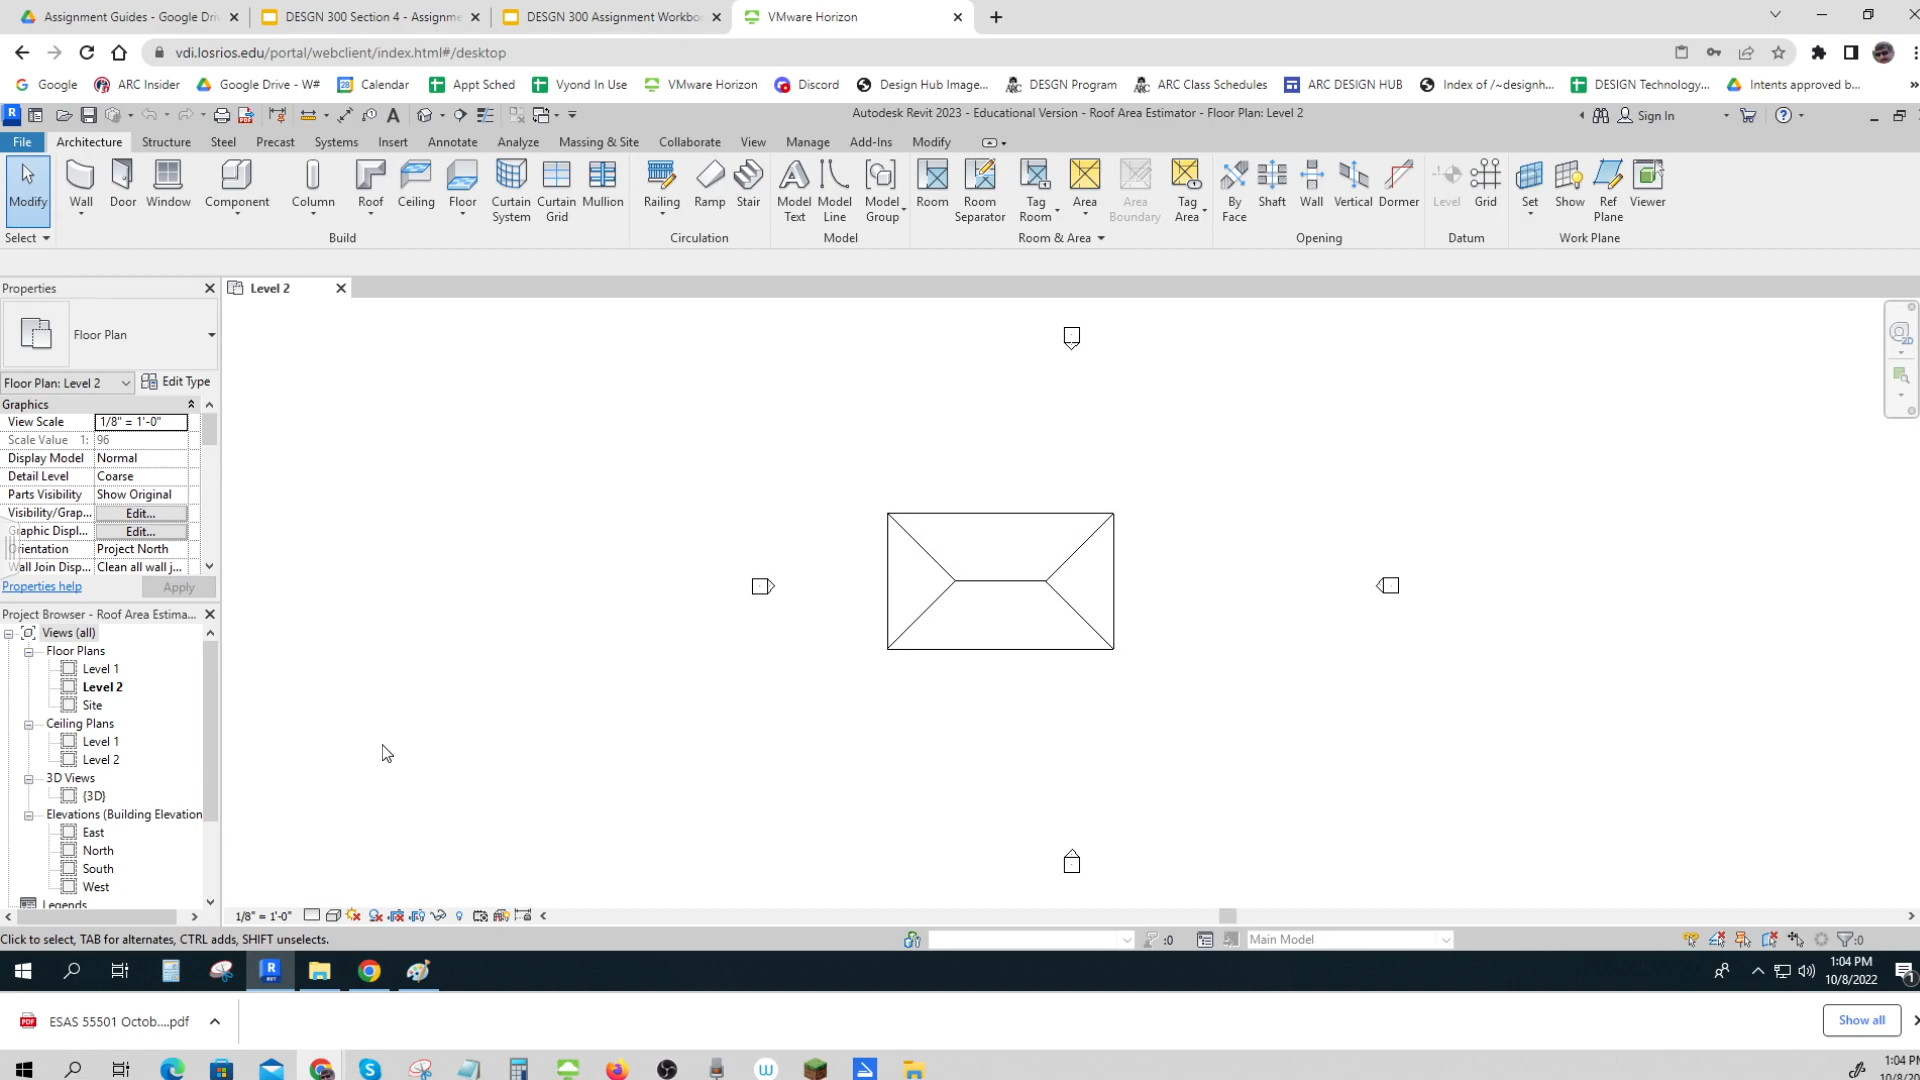 Assignment Guides - Google Dri
DESGN 300 Section 4 - Assignme
DESGN 300 Assignment Workbo
VMware Horizon
vdi.losrios.edu/portal/webclient/index.html#/desktop
Google
ARC Insider
Google Drive - W#
Calendar
Appt Sched
Vyond In Use
VMware Horizon
Discord
Design Hub Image...
DESGN Program
ARC Class Schedules
ARC DESIGN HUB
Index of /~designh...
DESGN Technology...
Intents approved b...
Autodesk Revit 2023 - Educational Version - Roof Area Estimator - Floor Plan: Level 2
Sign In
File Architecture Structure Steel Precast Systems Insert Annotate Analyze Massing & Site Collaborate View Manage Add-Ins Modify
Modify
Wall
Door
Window
Component
Column
Roof
Ceiling
Floor
Curtain System
Curtain Grid
Mullion
Railing
Ramp
Stair
Model Text
Model Line
Model Group
Room
Room Separator
Tag Room
Area
Area Boundary
Tag Area
By Face
Shaft
Wall
Vertical
Dormer
Level
Grid
Set
Show
Ref Plane
Viewer
Select
Build
Circulation
Model
Room & Area
Opening
Datum
Work Plane
Properties
Level 2
Floor Plan
Floor Plan: Level 2
Edit Type
Graphics
View Scale 1/8" = 1'-0"
Scale Value 1: 96
Display Model Normal
Detail Level Coarse
Parts Visibility Show Original
Visibility/Grap... Edit...
Graphic Displ... Edit...
Orientation Project North
Wall Join Disp... Clean all wall j...
Properties help
Apply
Project Browser - Roof Area Estima...
Views (all)
Floor Plans
Level 1
Level 2
Site
Ceiling Plans
Level 1
Level 2
3D Views
{3D}
Elevations (Building Elevation
East
North
South
West
Legends
1/8" = 1'-0"
Click to select, TAB for alternates, CTRL adds, SHIFT unselects.
:0
Main Model
:0
1:04 PM
10/8/2022
ESAS 55501 Octob....pdf
Show all
1:04 PM